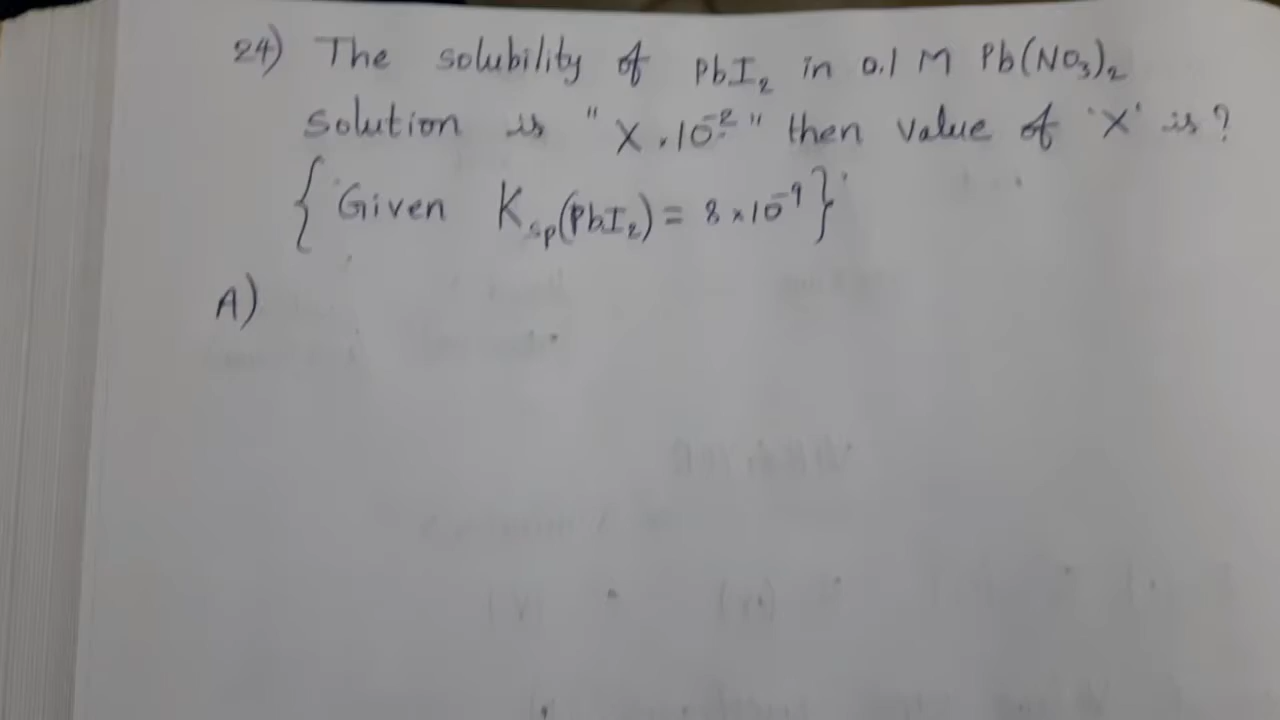 24) The solubility of PbI₂ in 0.1 M Pb(NO₃)₂
Solution is "X × 10⁻²" then value of 'X' is?
{Given Ksp(PbI₂) = 8 × 10⁻⁹}
A)